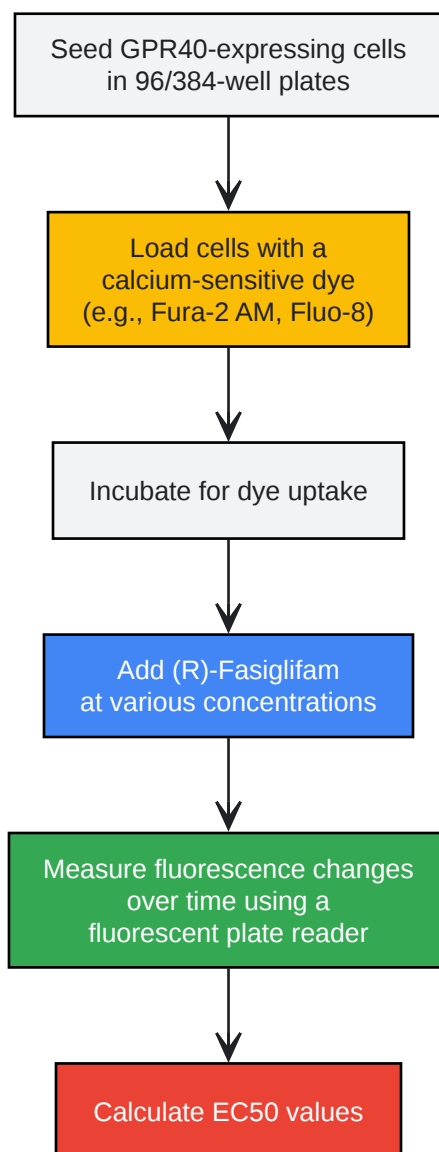 Seed GPR40-expressing cells
in 96/384-well plates
Load cells with a
calcium-sensitive dye
(e.g., Fura-2 AM, Fluo-8)
Incubate for dye uptake
Add (R)-Fasiglifam
at various concentrations
Measure fluorescence changes
over time using a
fluorescent plate reader
Calculate EC50 values